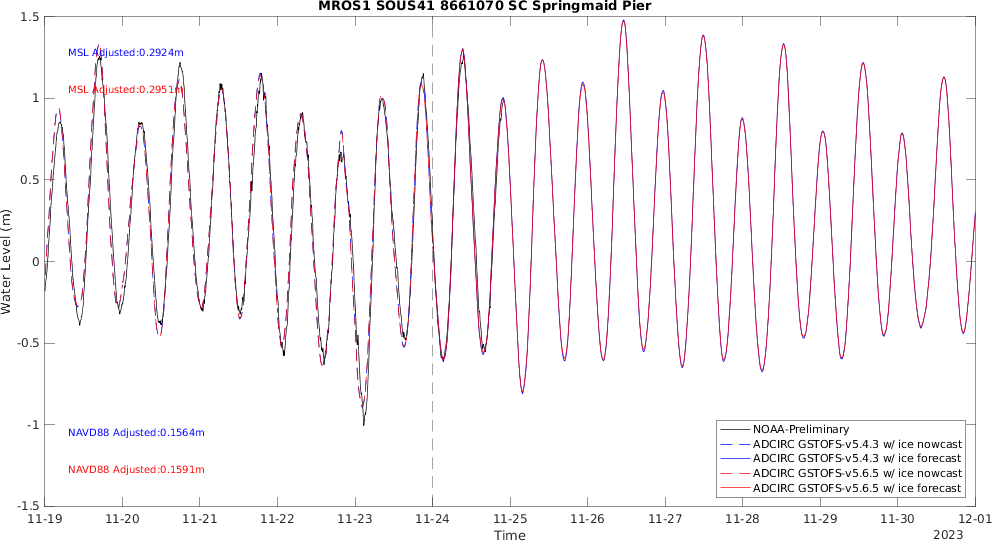 MROS1 SOUS41 8661070 SC Springmaid Pier
1.5
1
0.5
0
-0.5
-1
-1.5
Water Level (m)
MSL Adjusted:0.2924m
MSL Adjusted:0.2951m
NAVD88 Adjusted:0.1564m
NAVD88 Adjusted:0.1591m
NOAA-Preliminary
ADCIRC GSTOFS-v5.4.3 w/ ice nowcast
ADCIRC GSTOFS-v5.4.3 w/ ice forecast
ADCIRC GSTOFS-v5.6.5 w/ ice nowcast
ADCIRC GSTOFS-v5.6.5 w/ ice forecast
11-19 11-20 11-21 11-22 11-23 11-24 11-25 11-26 11-27 11-28 11-29 11-30 12-01
Time
2023